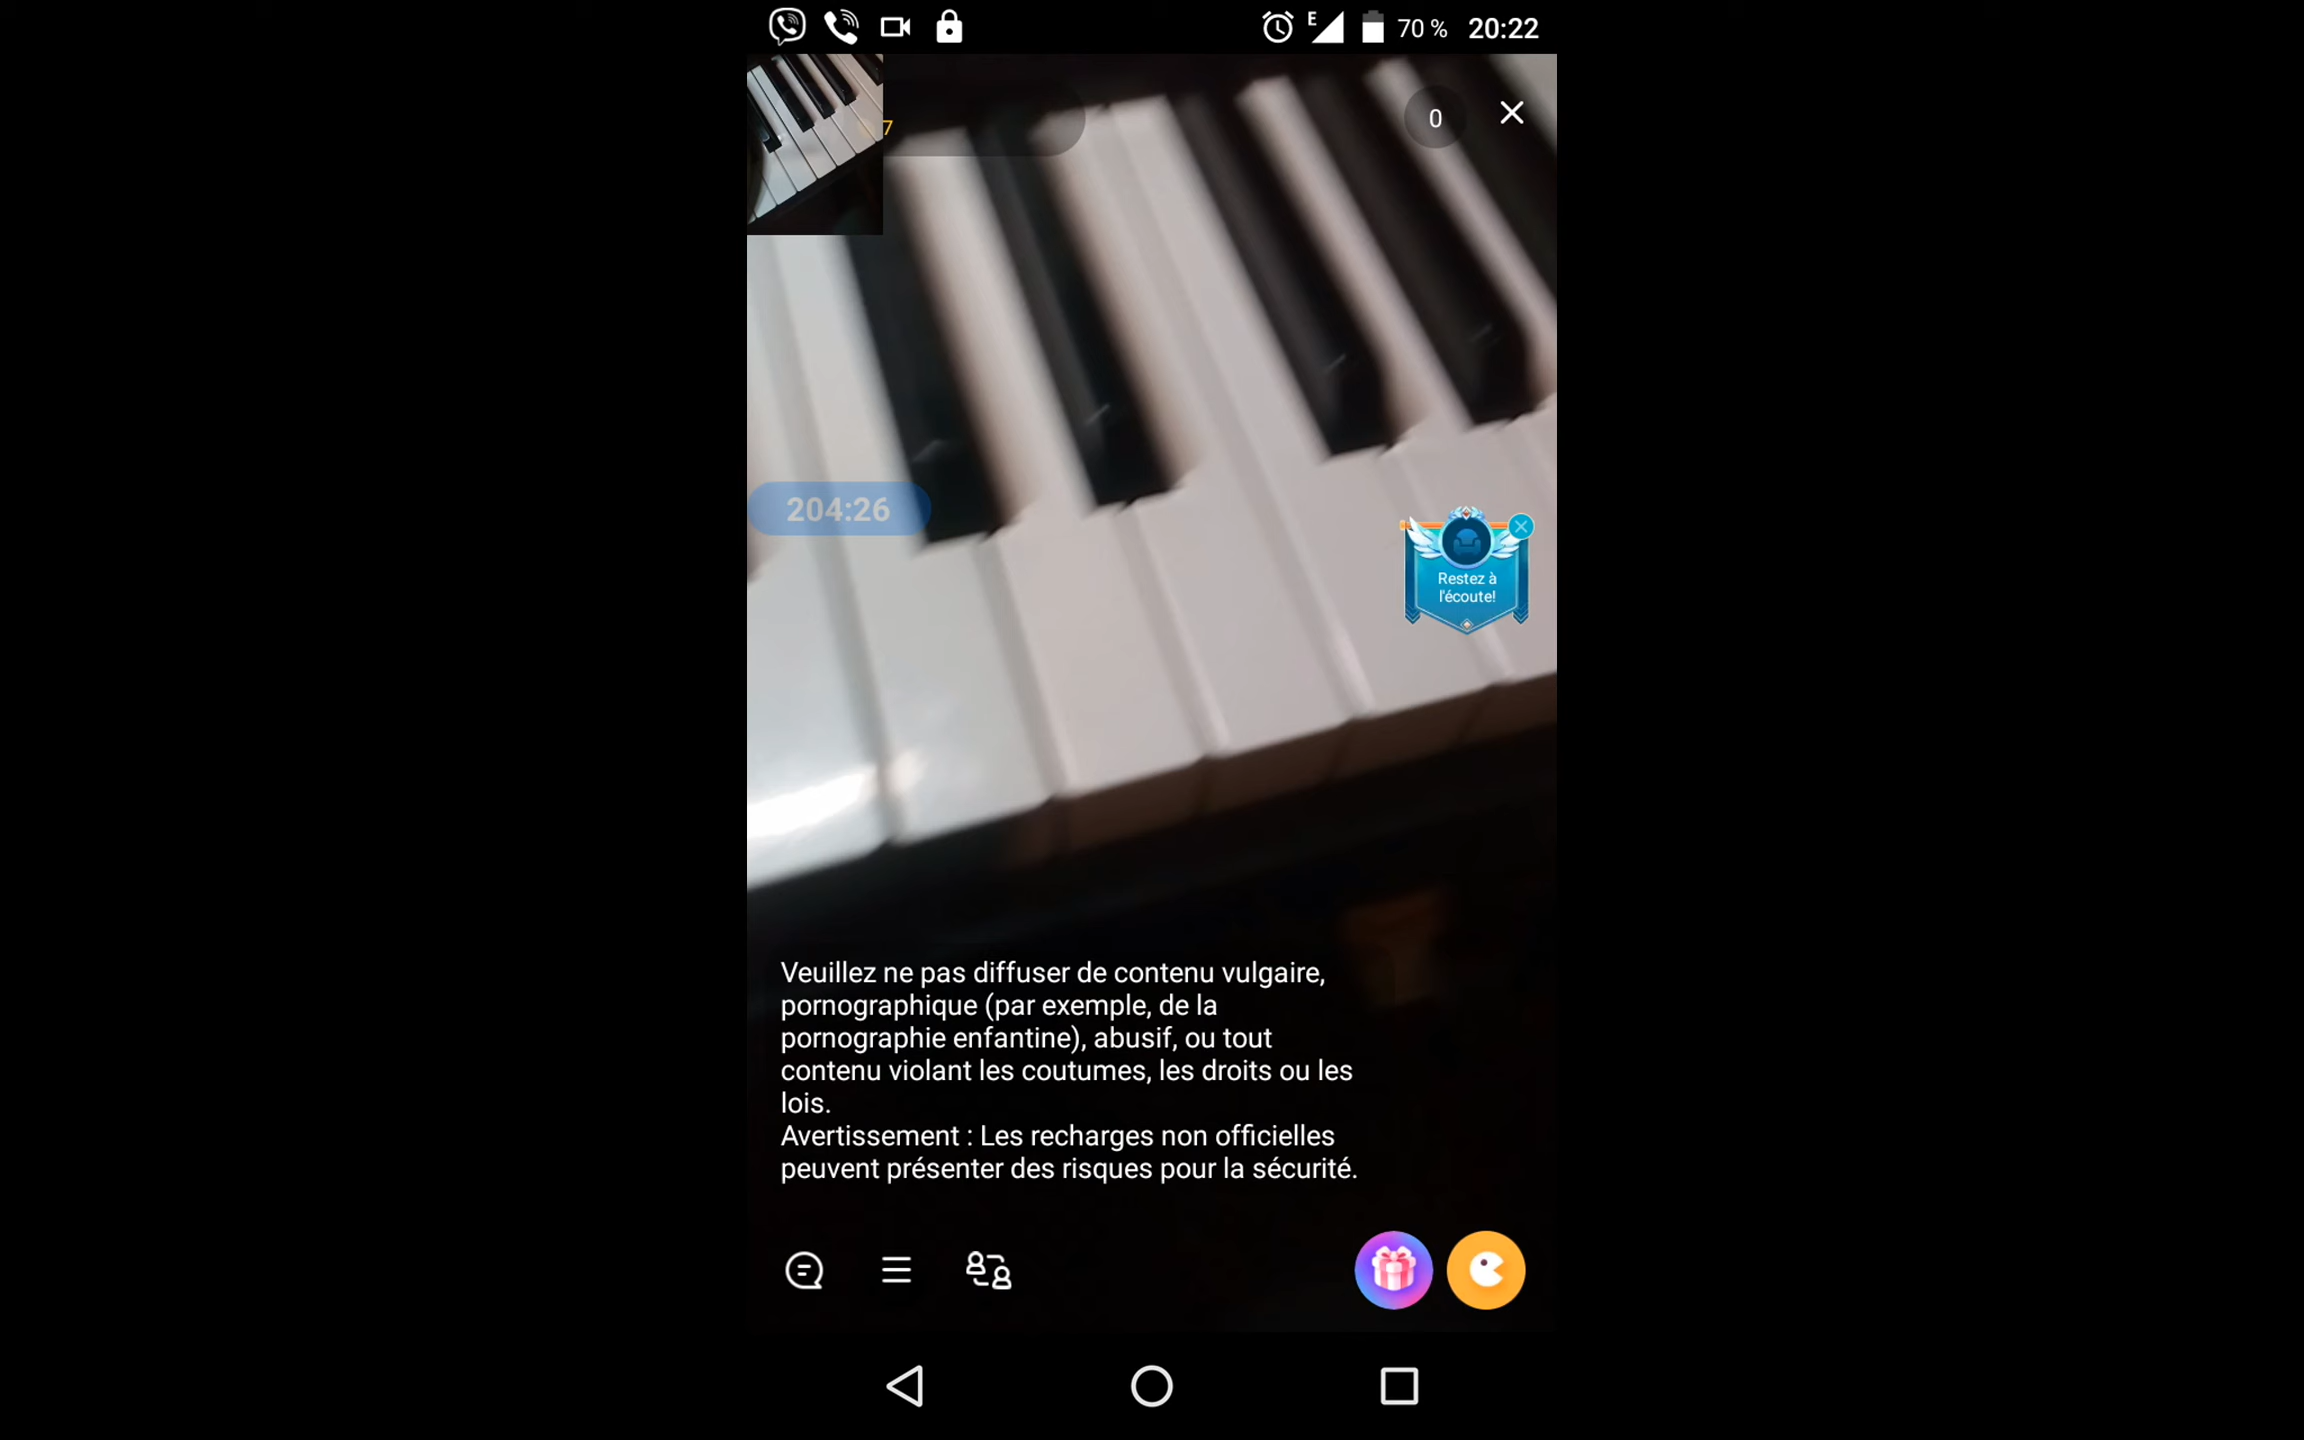 E
70 %
20:22
7
0
204:26
Restez à
l'écoute!
Veuillez ne pas diffuser de contenu vulgaire,
pornographique (par exemple, de la
pornographie enfantine), abusif, ou tout
contenu violant les coutumes, les droits ou les
lois.
Avertissement : Les recharges non officielles
peuvent présenter des risques pour la sécurité.